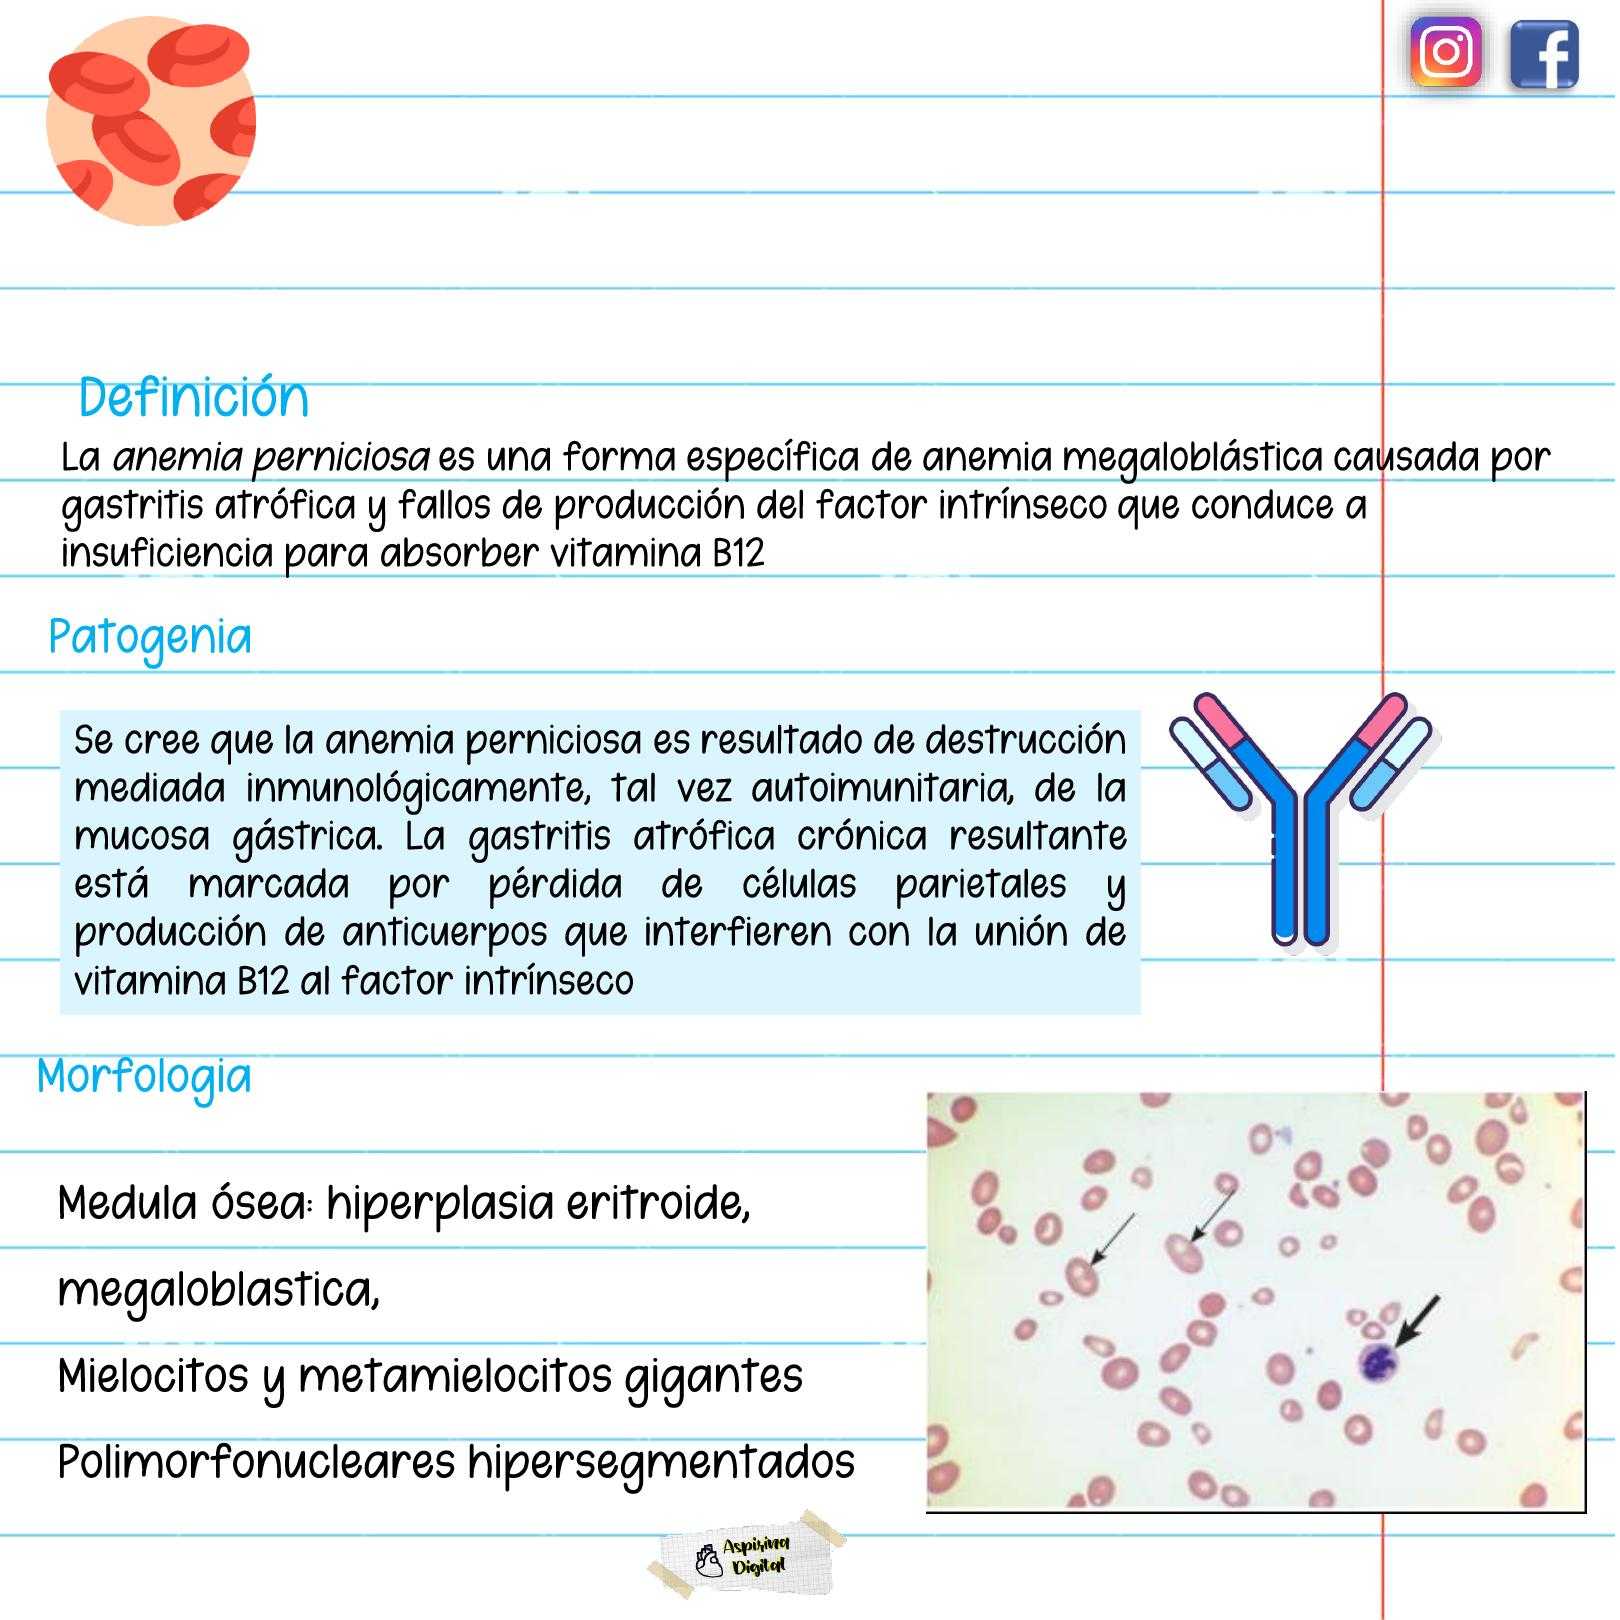 Definición
La anemia perniciosa es una forma específica de anemia megaloblástica causada por
gastritis atrófica y fallos de producción del factor intrínseco que conduce a
insuficiencia para absorber vitamina B12
Patogenia
Se cree que la anemia perniciosa es resultado de destrucción
mediada inmunológicamente, tal vez autoimunitaria, de la
mucosa gástrica. La gastritis atrófica crónica resultante
está marcada por pérdida de células parietales y
producción de anticuerpos que interfieren con la unión de
vitamina B12 al factor intrínseco
Morfologia
Medula ósea: hiperplasia eritroide,
megaloblastica,
Mielocitos y metamielocitos gigantes
Polimorfonucleares hipersegmentados
Aspirina
Digital